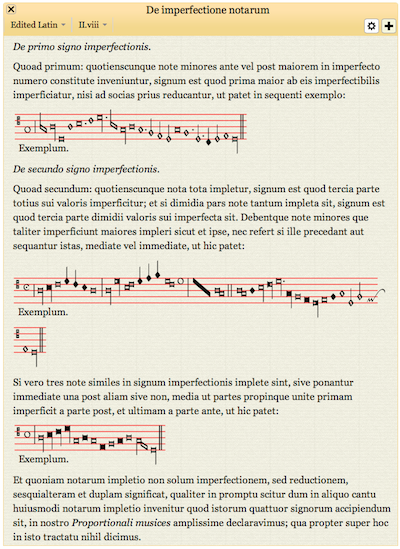 De imperfectione notarum
Edited Latin
II.viii
De primo signo imperfectionis.
Quoad primum: quotienscunque note minores ante vel post maiorem in imperfecto
numero constitute inveniuntur, signum est quod prima maior ab eis imperfectibilis
imperficiatur, nisi ad socias prius reducantur, ut patet in sequenti exemplo:
Exemplum.
De secundo signo imperfectionis.
Quoad secundum: quotienscunque nota tota impletur, signum est quod tercia parte
totius sui valoris imperficitur; et si dimidia pars note tantum impleta sit, signum est
quod tercia parte dimidii valoris sui imperfecta sit. Debentque note minores que
taliter imperficiunt maiores impleri sicut et ipse, nec refert si ille precedant aut
sequantur istas, mediate vel immediate, ut hic patet:
Exemplum.
Si vero tres note similes in signum imperfectionis implete sint, sive ponantur
immediate una post aliam sive non, media ut partes propinque unite primam
imperficit a parte post, et ultimam a parte ante, ut hic patet:
Exemplum.
Et quoniam notarum impletio non solum imperfectionem, sed reductionem,
sesquialteram et duplam significat, qualiter in promptu scitur dum in aliquo cantu
huiusmodi notarum impletio invenitur quod istorum quattuor signorum accipiendum
sit, in nostro Proportionali musices amplissime declaravimus; qua propter super hoc
in isto tractatu nihil dicimus.